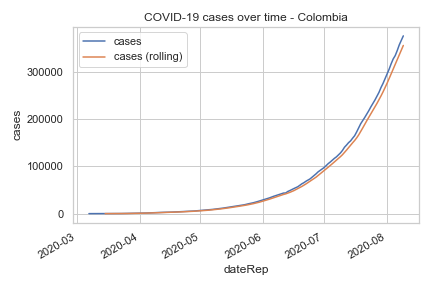 COVID-19 cases over time - Colombia
cases
cases (rolling)
300000
200000
100000
0
cases
2020-03
2020-04
2020-05
2020-06
2020-07
2020-08
dateRep